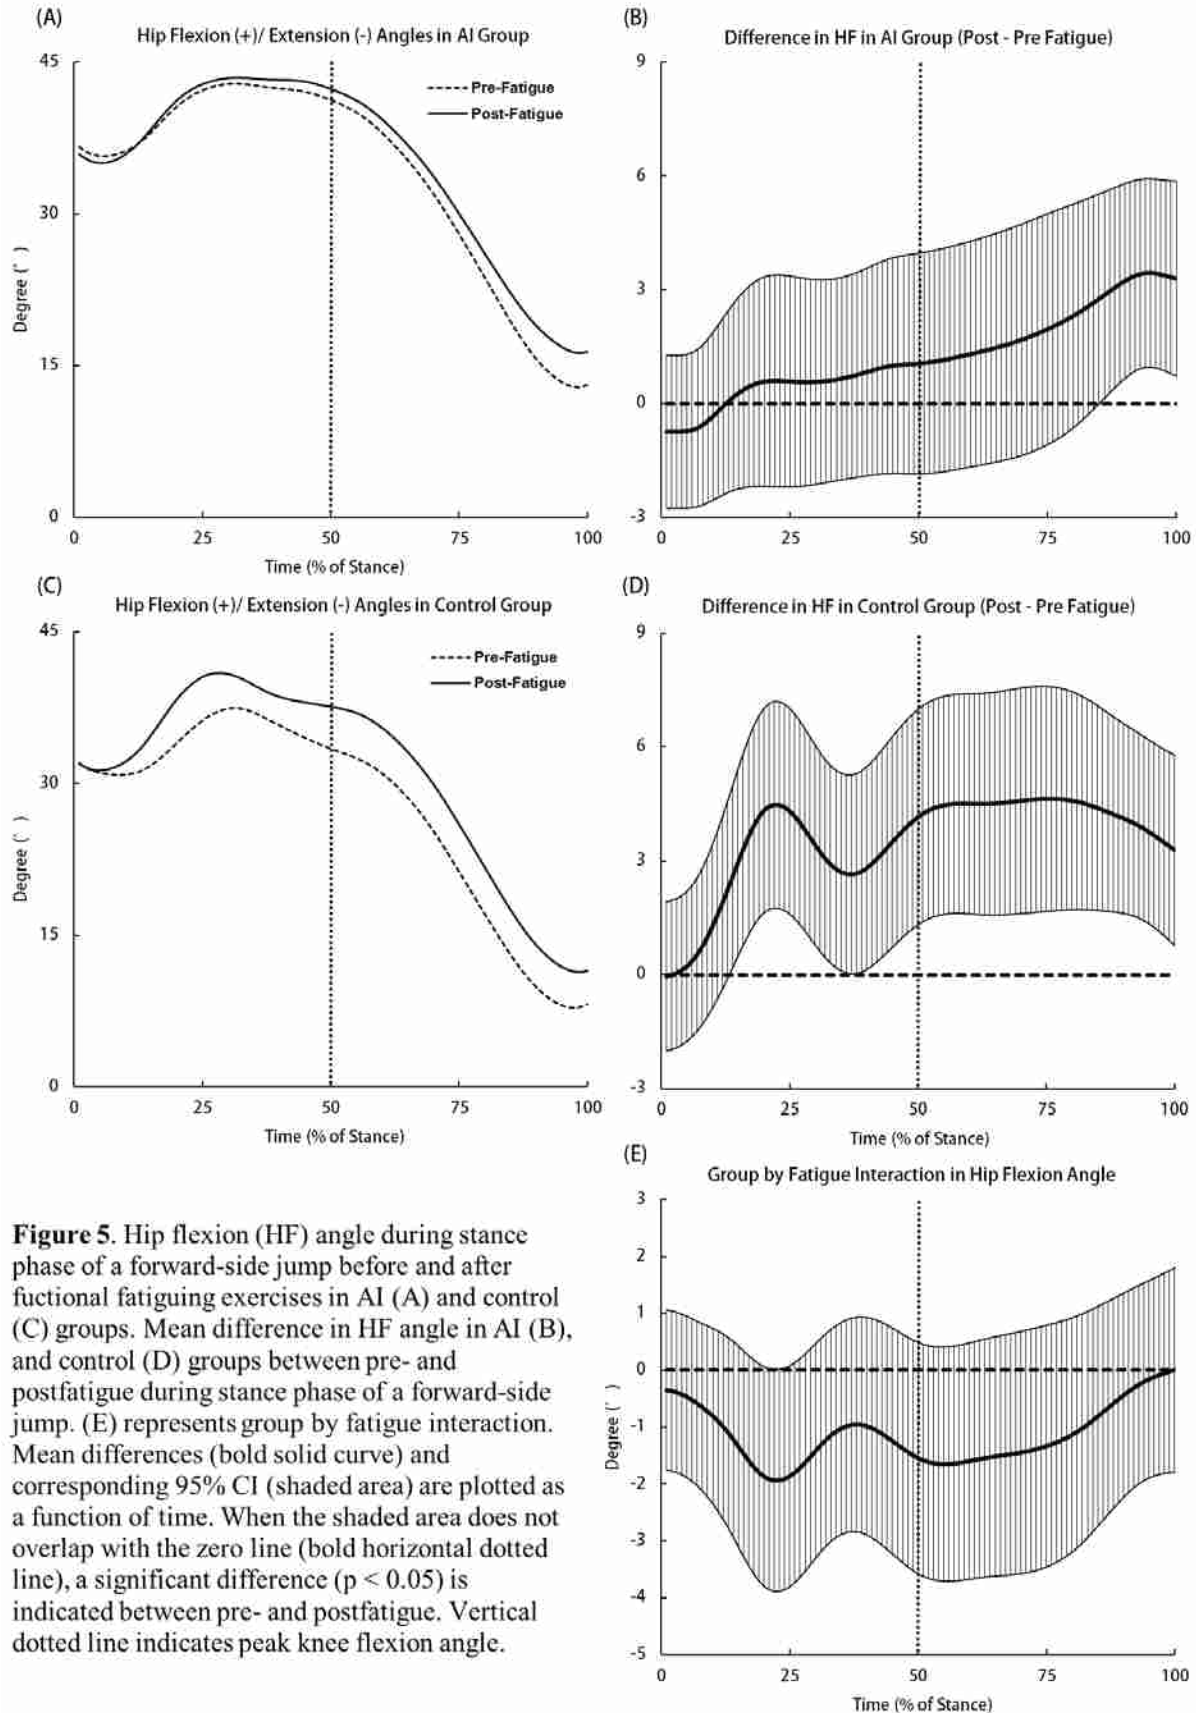 (A)
Hip Flexion (+)/ Extension (-) Angles in AI Group
45
30
15
0
Degree (˚)
Pre-Fatigue
Post-Fatigue
0 25 50 75 100
Time (% of Stance)
(B)
Difference in HF in AI Group (Post - Pre Fatigue)
9
6
3
0
-3
0 25 50 75 100
(C)
Hip Flexion (+)/ Extension (-) Angles in Control Group
45
30
15
0
Degree (˚)
Pre-Fatigue
Post-Fatigue
0 25 50 75 100
Time (% of Stance)
(D)
Difference in HF in Control Group (Post - Pre Fatigue)
9
6
3
0
-3
0 25 50 75 100
Time (% of Stance)
(E)
Group by Fatigue Interaction in Hip Flexion Angle
3
2
1
0
-1
-2
-3
-4
-5
Degree (˚)
0 25 50 75 100
Time (% of Stance)
Figure 5. Hip flexion (HF) angle during stance
phase of a forward-side jump before and after
fuctional fatiguing exercises in AI (A) and control
(C) groups. Mean difference in HF angle in AI (B),
and control (D) groups between pre- and
postfatigue during stance phase of a forward-side
jump. (E) represents group by fatigue interaction.
Mean differences (bold solid curve) and
corresponding 95% CI (shaded area) are plotted as
a function of time. When the shaded area does not
overlap with the zero line (bold horizontal dotted
line), a significant difference (p < 0.05) is
indicated between pre- and postfatigue. Vertical
dotted line indicates peak knee flexion angle.